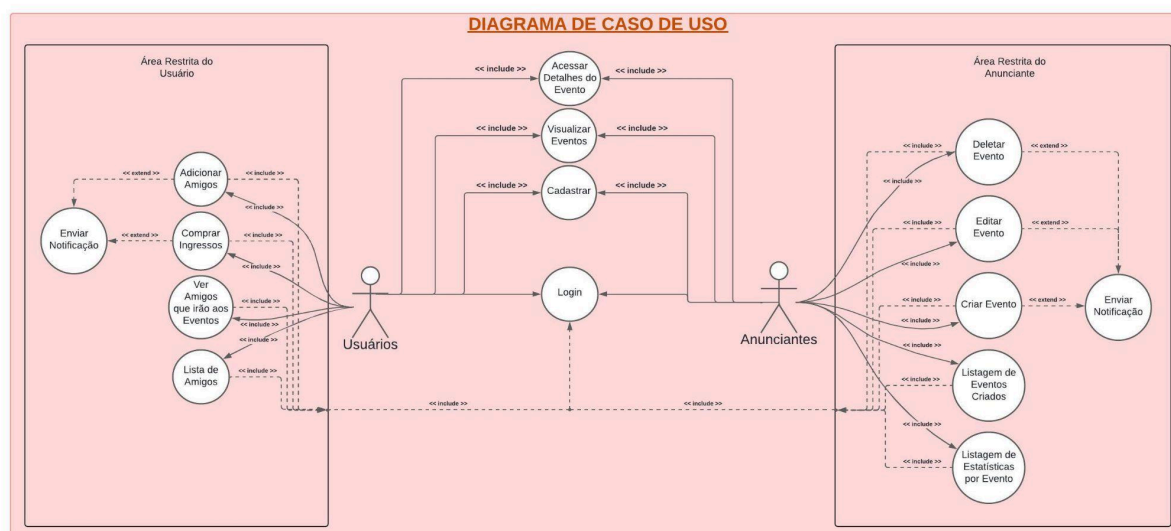 DIAGRAMA DE CASO DE USO
Área Restrita do
Usuário
<< extend >>
Adicionar
Amigos
<< include >>
<< include >>
Enviar
Notificação
<< extend >>
Comprar
Ingressos
<< include >>
<< include >>
Ver
Amigos
que irão aos
Eventos
<< include >>
<< include >>
Lista de
Amigos
<< include >>
<< include >>
Usuários
<< include >>
Acessar
Detalhes do
Evento
<< include >>
<< include >>
Visualizar
Eventos
<< include >>
<< include >>
Cadastrar
<< include >>
<< include >>
Login
<< include >>
<< include >>
<< include >>
Anunciantes
Área Restrita do
Anunciante
<< include >>
Deletar
Evento
<< extend >>
<< include >>
<< include >>
Editar
Evento
<< extend >>
<< include >>
<< include >>
Criar Evento
<< extend >>
Enviar
Notificação
<< include >>
<< include >>
Listagem de
Eventos
Criados
<< include >>
<< include >>
Listagem de
Estatísticas
por Evento
<< include >>